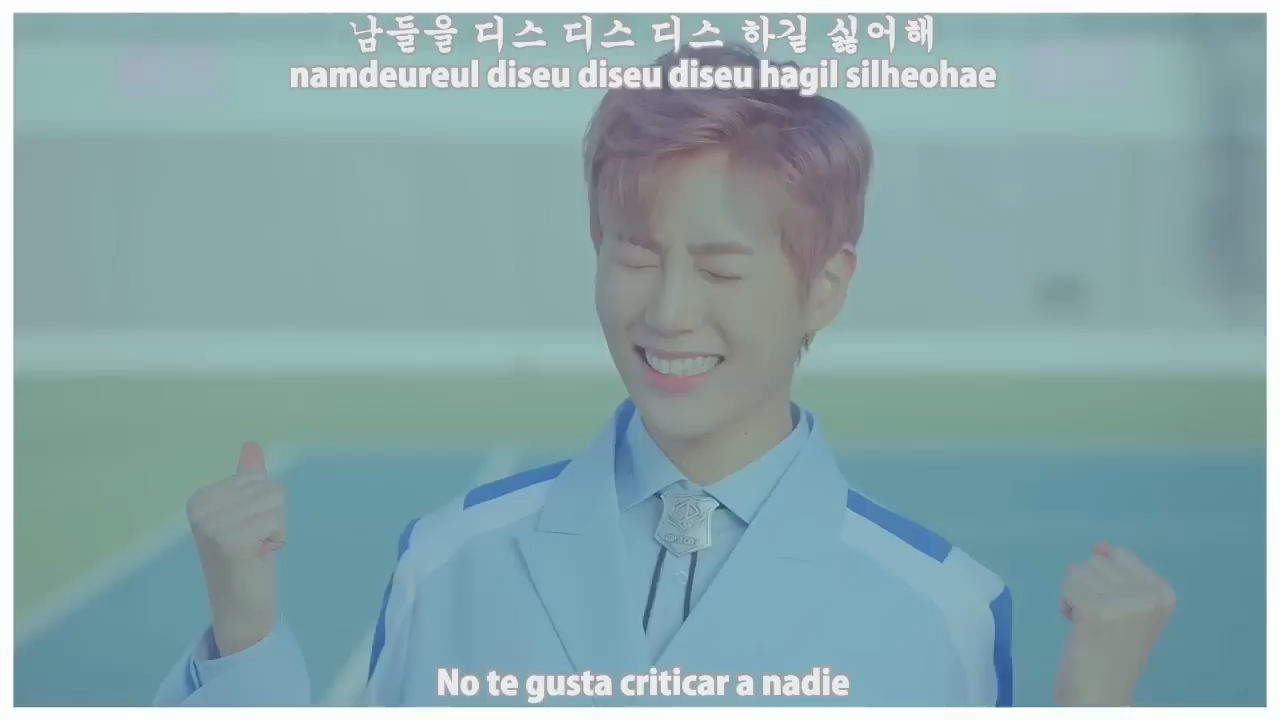 남들을 디스 디스 디스 하길 싫어해
namdeureul diseu diseu diseu hagil silheohae
No te gusta criticar a nadie